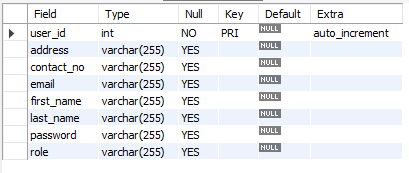 Field Type Null Key Default Extra
user_id int NO PRI NULL auto_increment
address varchar(255) YES NULL
contact_no varchar(255) YES NULL
email varchar(255) YES NULL
first_name varchar(255) YES NULL
last_name varchar(255) YES NULL
password varchar(255) YES NULL
role varchar(255) YES NULL